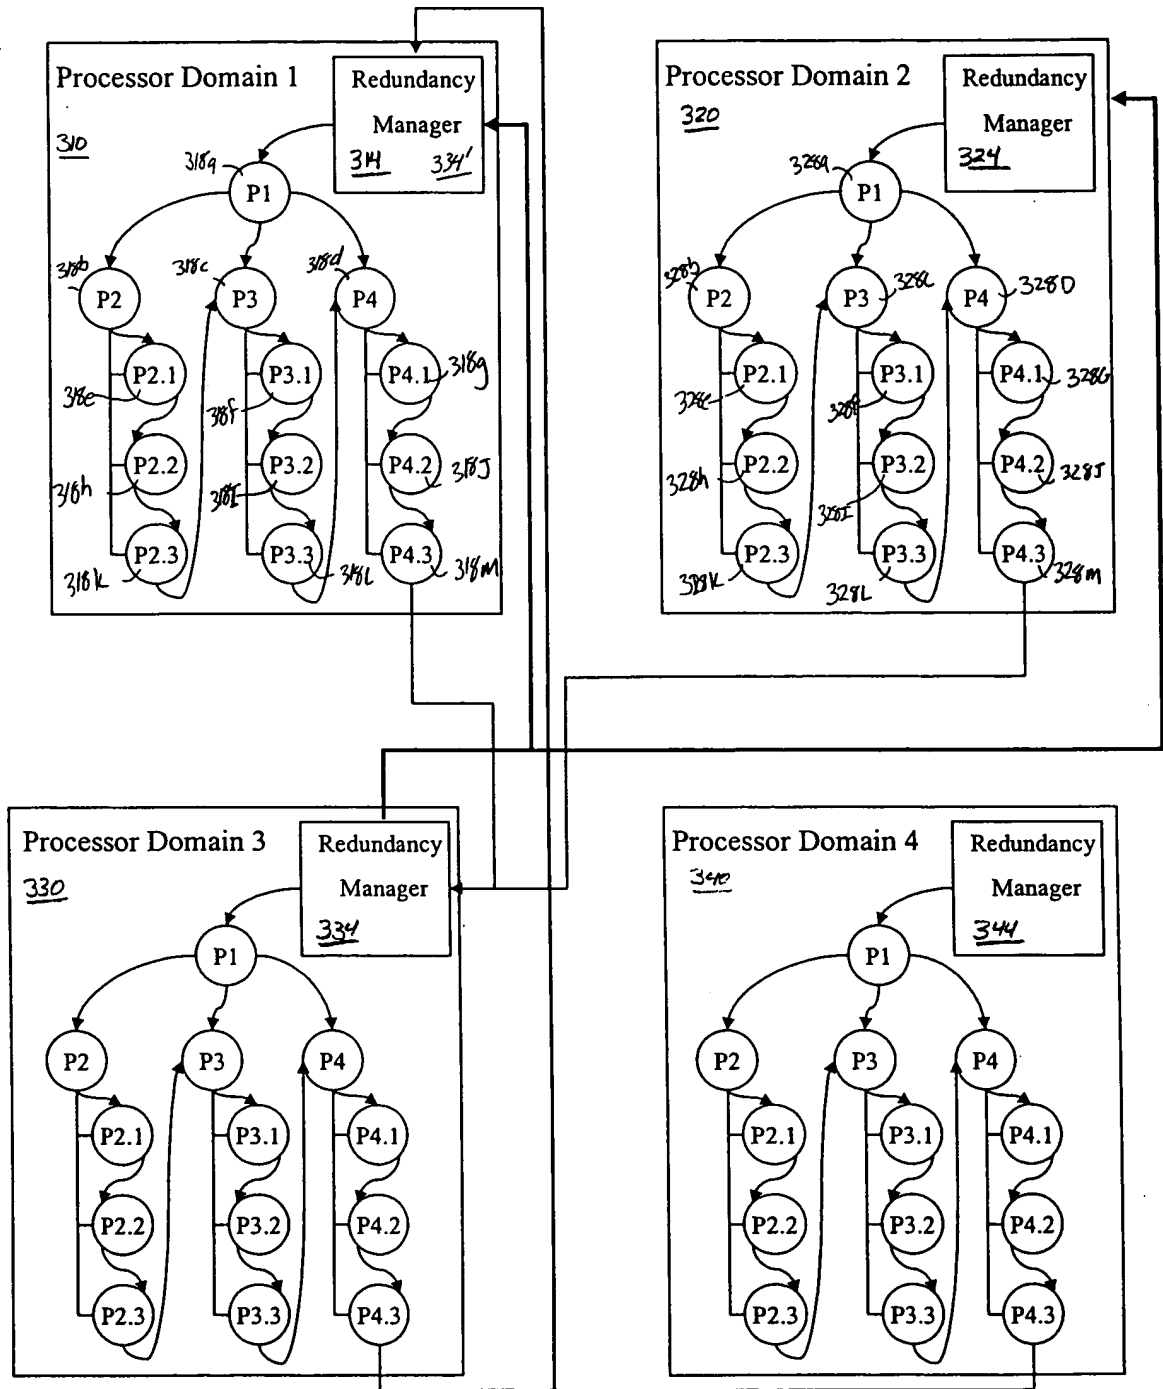 Processor Domain 1
Redundancy
Manager
310
314 334'
318a
P1
318b
318c
318d
P2
P3
P4
P2.1
P3.1
P4.1
318g
318e
318f
P2.2
P3.2
P4.2
318J
318h
318I
P2.3
P3.3
P4.3
318k
318L
318m
Processor Domain 2
Redundancy
Manager
320
324
328a
P1
328b
P2
P3
328c
P4
328D
P2.1
P3.1
P4.1
328G
328e
328f
P2.2
P3.2
P4.2
328J
328h
328I
P2.3
P3.3
P4.3
328K
328L
328m
Processor Domain 3
Redundancy
Manager
330
334
P1
P2
P3
P4
P2.1
P3.1
P4.1
P2.2
P3.2
P4.2
P2.3
P3.3
P4.3
Processor Domain 4
Redundancy
Manager
340
344
P1
P2
P3
P4
P2.1
P3.1
P4.1
P2.2
P3.2
P4.2
P2.3
P3.3
P4.3